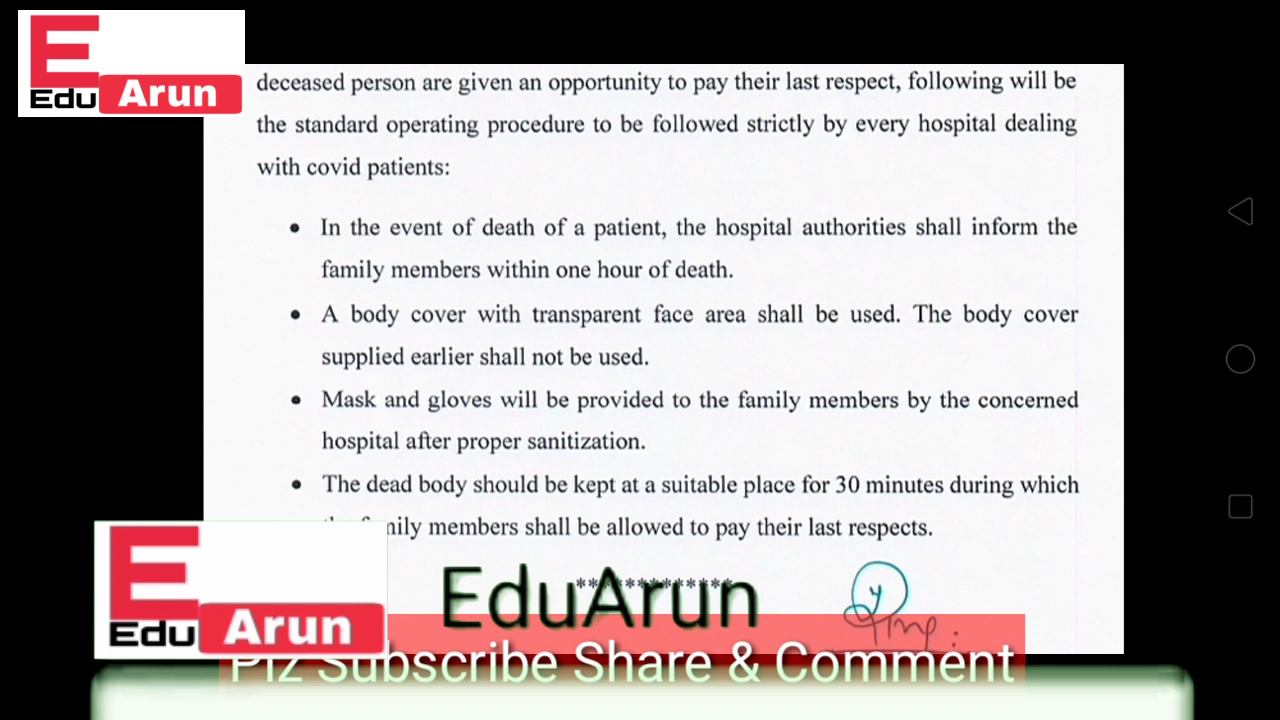 E
Edu Arun
deceased person are given an opportunity to pay their last respect, following will be
the standard operating procedure to be followed strictly by every hospital dealing
with covid patients:
• In the event of death of a patient, the hospital authorities shall inform the
family members within one hour of death.
• A body cover with transparent face area shall be used. The body cover
supplied earlier shall not be used.
• Mask and gloves will be provided to the family members by the concerned
hospital after proper sanitization.
• The dead body should be kept at a suitable place for 30 minutes during which
family members shall be allowed to pay their last respects.
*************
E
Edu Arun
EduArun
Plz Subscribe Share & Comment